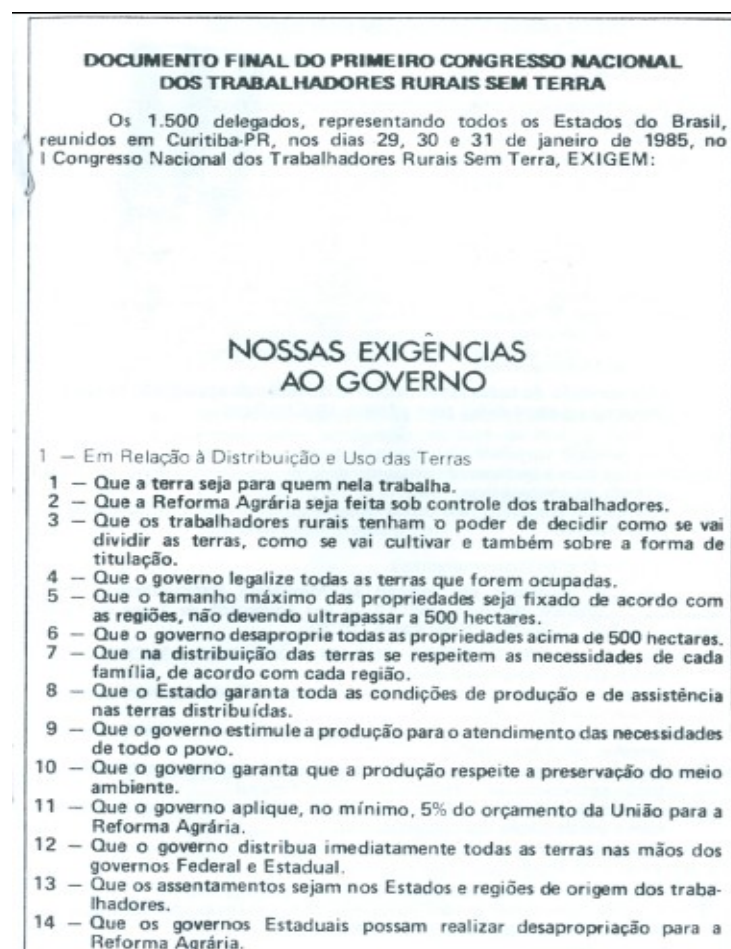 DOCUMENTO FINAL DO PRIMEIRO CONGRESSO NACIONAL
DOS TRABALHADORES RURAIS SEM TERRA
Os 1.500 delegados, representando todos os Estados do Brasil,
reunidos em Curitiba-PR, nos dias 29, 30 e 31 de janeiro de 1985, no
I Congresso Nacional dos Trabalhadores Rurais Sem Terra, EXIGEM:
NOSSAS EXIGÊNCIAS
AO GOVERNO
1 — Em Relação à Distribuição e Uso das Terras
1 — Que a terra seja para quem nela trabalha.
2 — Que a Reforma Agrária seja feita sob controle dos trabalhadores.
3 — Que os trabalhadores rurais tenham o poder de decidir como se vai
dividir as terras, como se vai cultivar e também sobre a forma de
titulação.
4 — Que o governo legalize todas as terras que forem ocupadas.
5 — Que o tamanho máximo das propriedades seja fixado de acordo com
as regiões, não devendo ultrapassar a 500 hectares.
6 — Que o governo desaproprie todas as propriedades acima de 500 hectares.
7 — Que na distribuição das terras se respeitem as necessidades de cada
família, de acordo com cada região.
8 — Que o Estado garanta toda as condições de produção e de assistência
nas terras distribuídas.
9 — Que o governo estimule a produção para o atendimento das necessidades
de todo o povo.
10 — Que o governo garanta que a produção respeite a preservação do meio
ambiente.
11 — Que o governo aplique, no mínimo, 5% do orçamento da União para a
Reforma Agrária.
12 — Que o governo distribua imediatamente todas as terras nas mãos dos
governos Federal e Estadual.
13 — Que os assentamentos sejam nos Estados e regiões de origem dos traba-
lhadores.
14 — Que os governos Estaduais possam realizar desapropriação para a
Reforma Agrária.